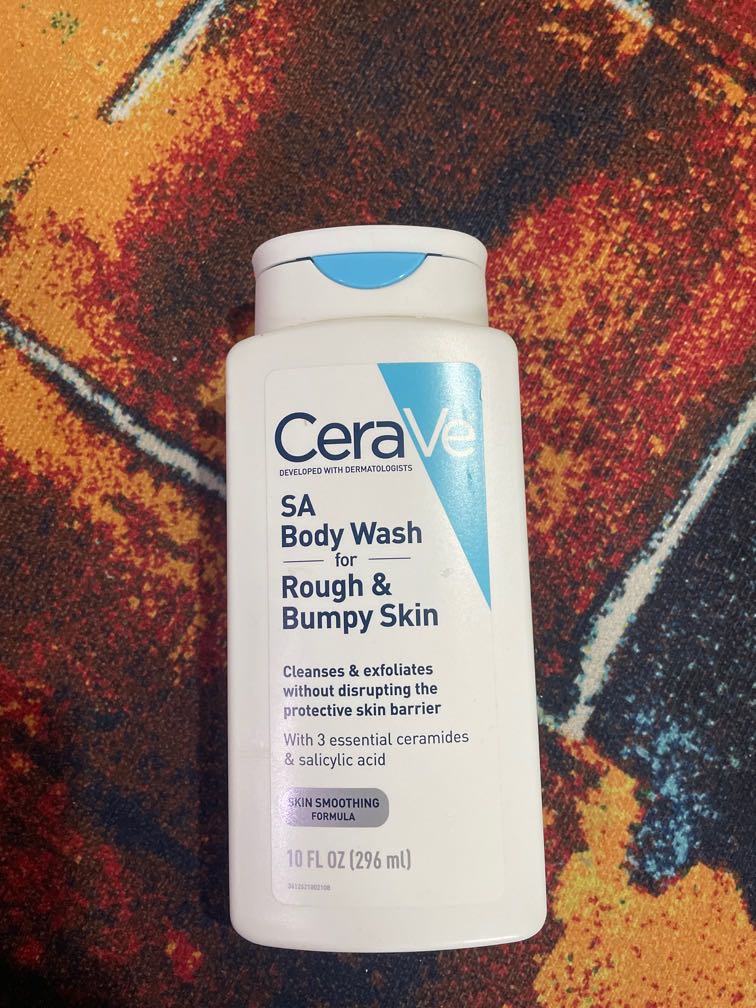 CeraVe
DEVELOPED WITH DERMATOLOGISTS
SA
Body Wash
for
Rough &
Bumpy Skin
Cleanses & exfoliates
without disrupting the
protective skin barrier
With 3 essential ceramides
& salicylic acid
SKIN SMOOTHING
FORMULA
10 FL OZ (296 ml)